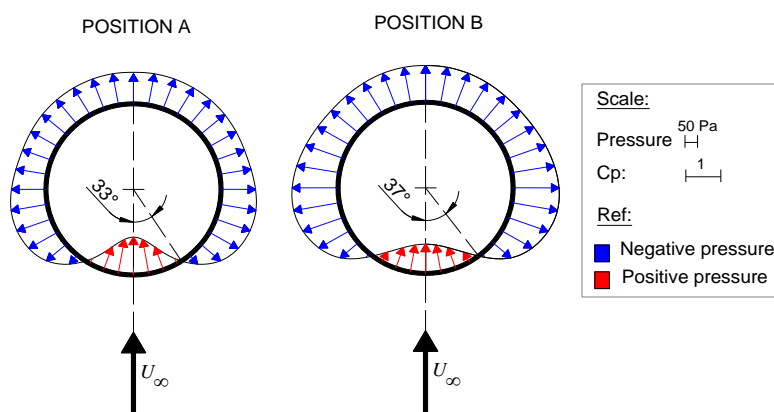 POSITION A
POSITION B
33°
37°
U∞
U∞
Scale:
Pressure 50 Pa
Cp: 1
Ref:
Negative pressure
Positive pressure